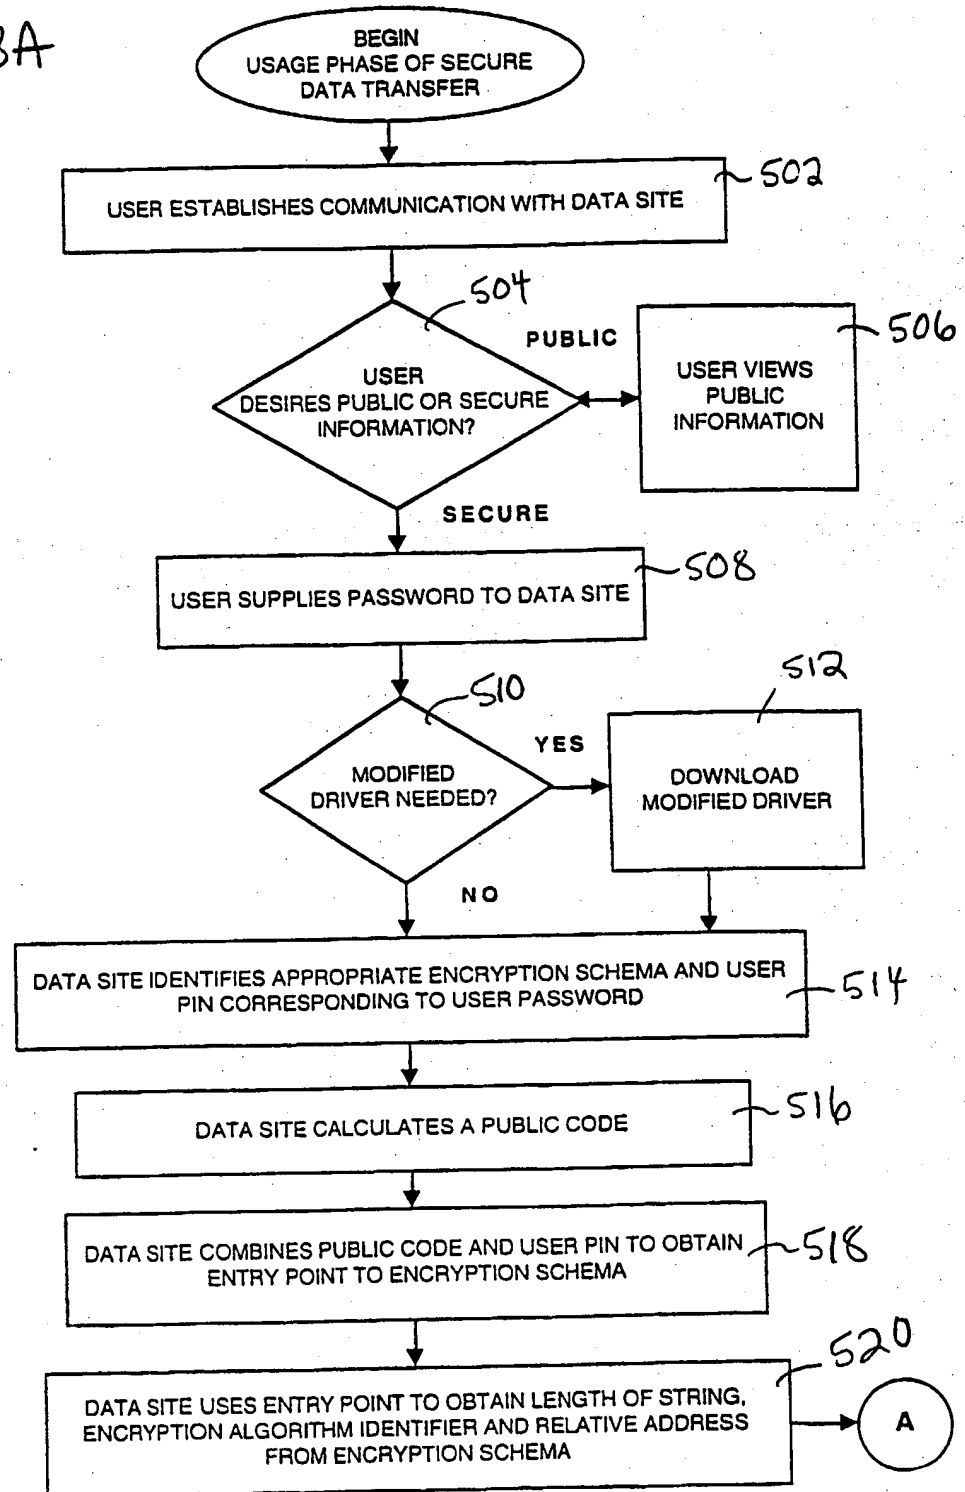 3A
BEGIN
USAGE PHASE OF SECURE
DATA TRANSFER
502
USER ESTABLISHES COMMUNICATION WITH DATA SITE
504
PUBLIC
506
USER
DESIRES PUBLIC OR SECURE
INFORMATION?
USER VIEWS
PUBLIC
INFORMATION
SECURE
508
USER SUPPLIES PASSWORD TO DATA SITE
510
512
YES
MODIFIED
DRIVER NEEDED?
DOWNLOAD
MODIFIED DRIVER
NO
DATA SITE IDENTIFIES APPROPRIATE ENCRYPTION SCHEMA AND USER
PIN CORRESPONDING TO USER PASSWORD
514
DATA SITE CALCULATES A PUBLIC CODE
516
DATA SITE COMBINES PUBLIC CODE AND USER PIN TO OBTAIN
ENTRY POINT TO ENCRYPTION SCHEMA
518
520
DATA SITE USES ENTRY POINT TO OBTAIN LENGTH OF STRING,
ENCRYPTION ALGORITHM IDENTIFIER AND RELATIVE ADDRESS
FROM ENCRYPTION SCHEMA
A